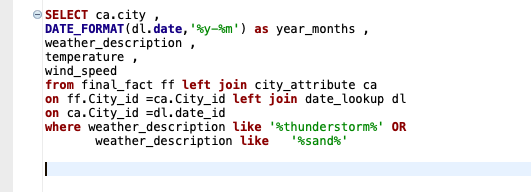 SELECT ca.city ,
DATE_FORMAT(dl.date,'%y-%m') as year_months ,
weather_description ,
temperature ,
wind_speed
from final_fact ff left join city_attribute ca
on ff.City_id =ca.City_id left join date_lookup dl
on ca.City_id =dl.date_id
where weather_description like '%thunderstorm%' OR
weather_description like '%sand%'